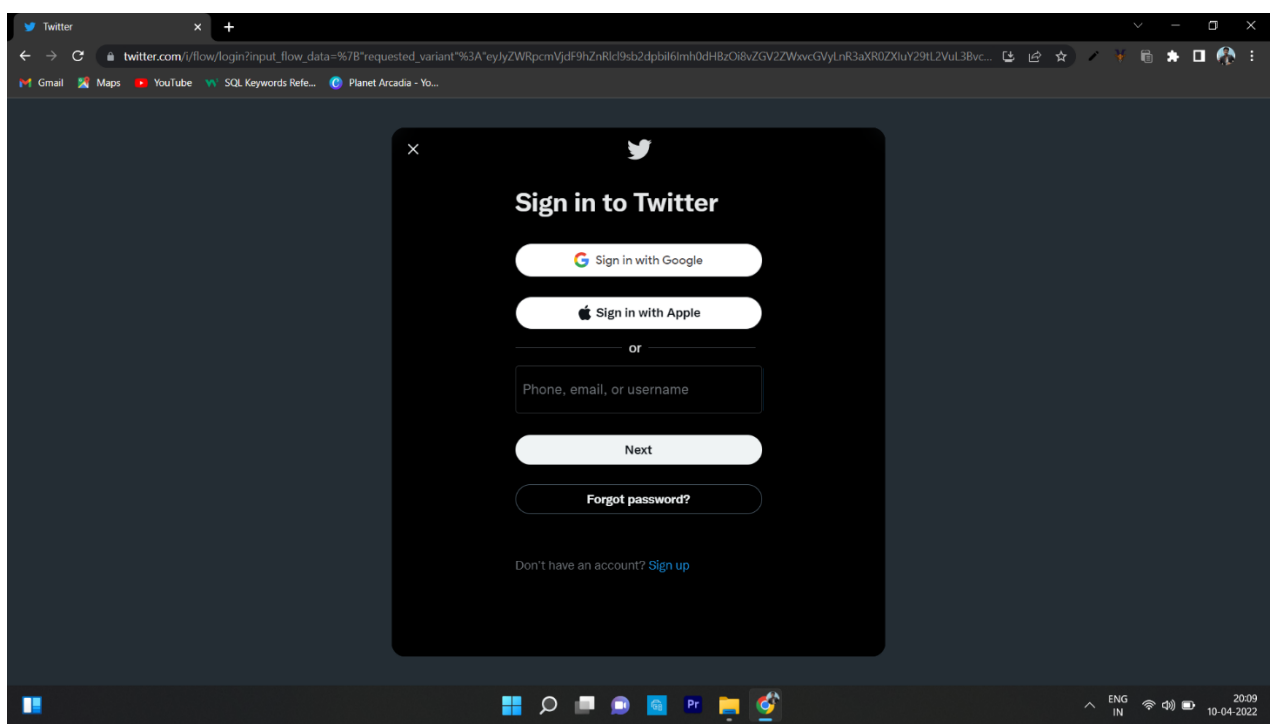 Twitter
twitter.com/i/flow/login?input_flow_data=%7B"requested_variant"%3A"eyJyZWRpcmVjdF9hZnRlcl9sb2dpbiI6Imh0dHBzOi8vZGV2ZWxvcGVyLnR3aXR0ZXIuY29tL2VuL3Bvc...
Gmail Maps YouTube SQL Keywords Refe... Planet Arcadia - Yo...
Sign in to Twitter
Sign in with Google
Sign in with Apple
or
Phone, email, or username
Next
Forgot password?
Don't have an account? Sign up
Pr
ENG
IN
20:09
10-04-2022